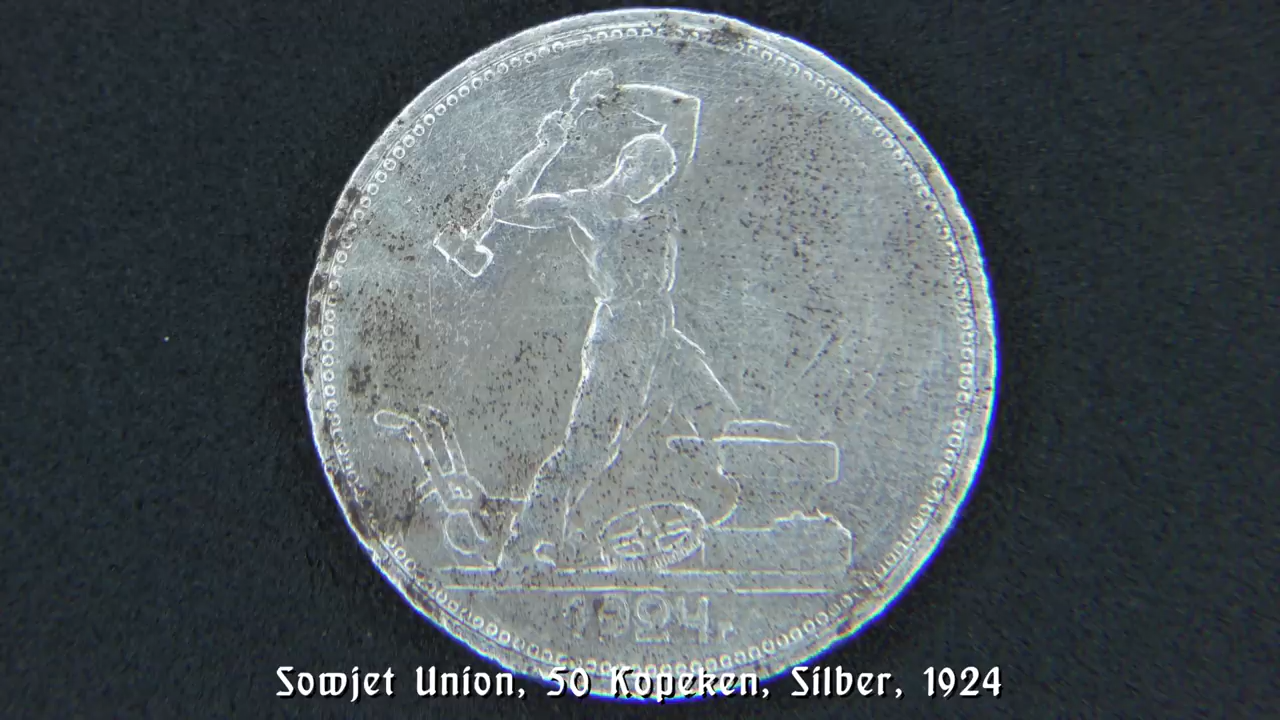 1924г.
Sowjet Union, 50 Kopeken, Silber, 1924